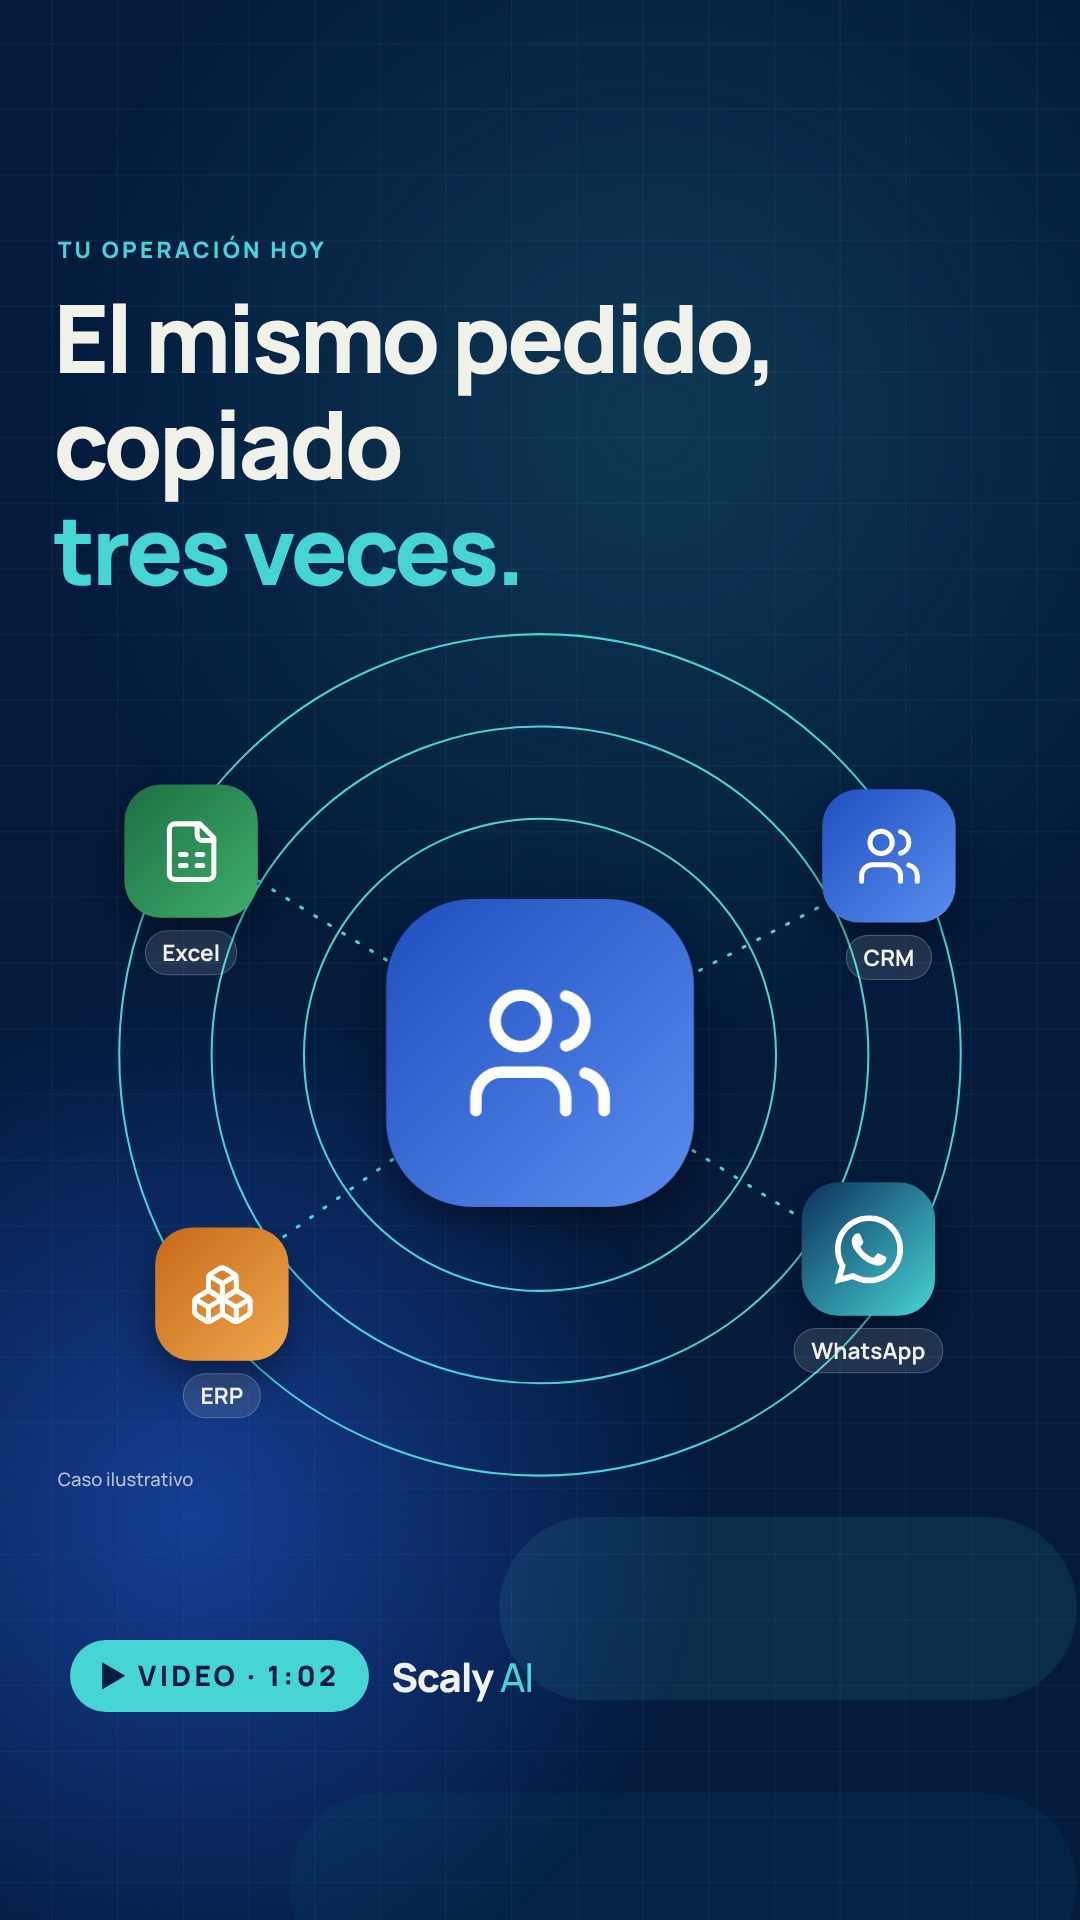 TU OPERACIÓN HOY
El mismo pedido,
copiado
tres veces.
Excel
CRM
ERP
WhatsApp
Caso ilustrativo
VIDEO · 1:02
Scaly AI